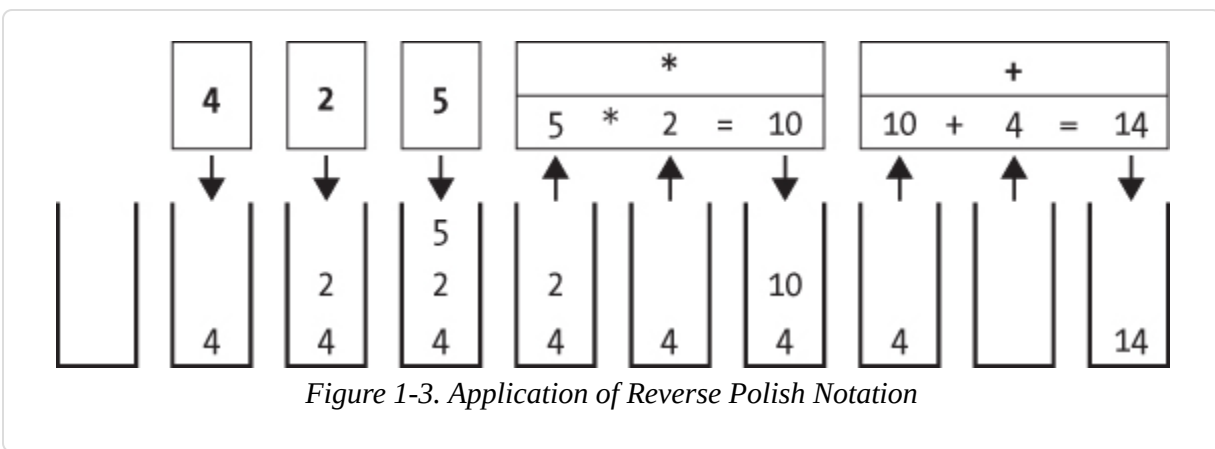 4 2 5 * +
5 * 2 = 10 10 + 4 = 14
5
2 2 2 10
4 4 4 4 4 4 4 14
Figure 1-3. Application of Reverse Polish Notation